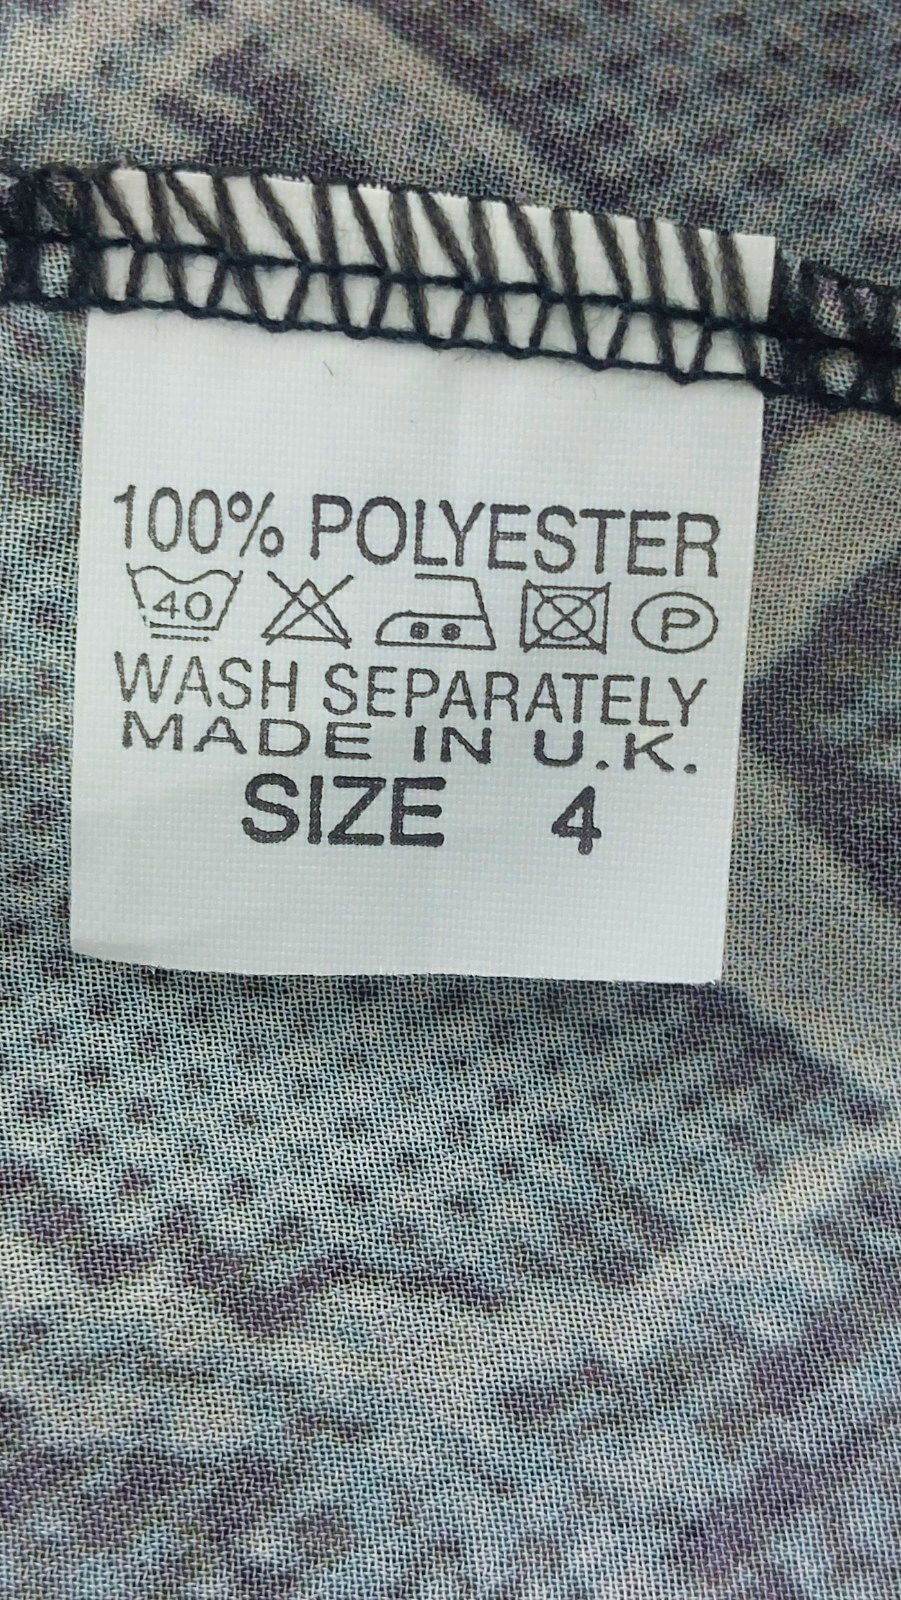 100% POLYESTER
40 P
WASH SEPARATELY
MADE IN U.K.
SIZE 4